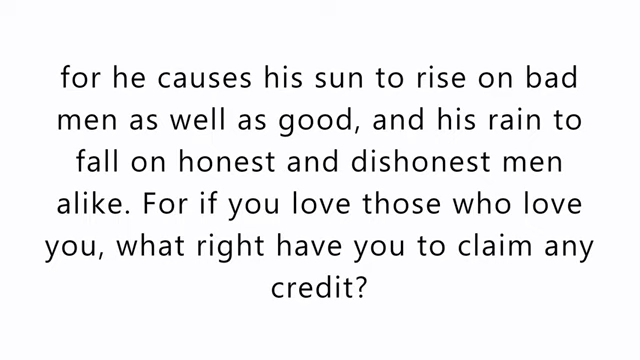 for he causes his sun to rise on bad
men as well as good, and his rain to
fall on honest and dishonest men
alike. For if you love those who love
you, what right have you to claim any
credit?